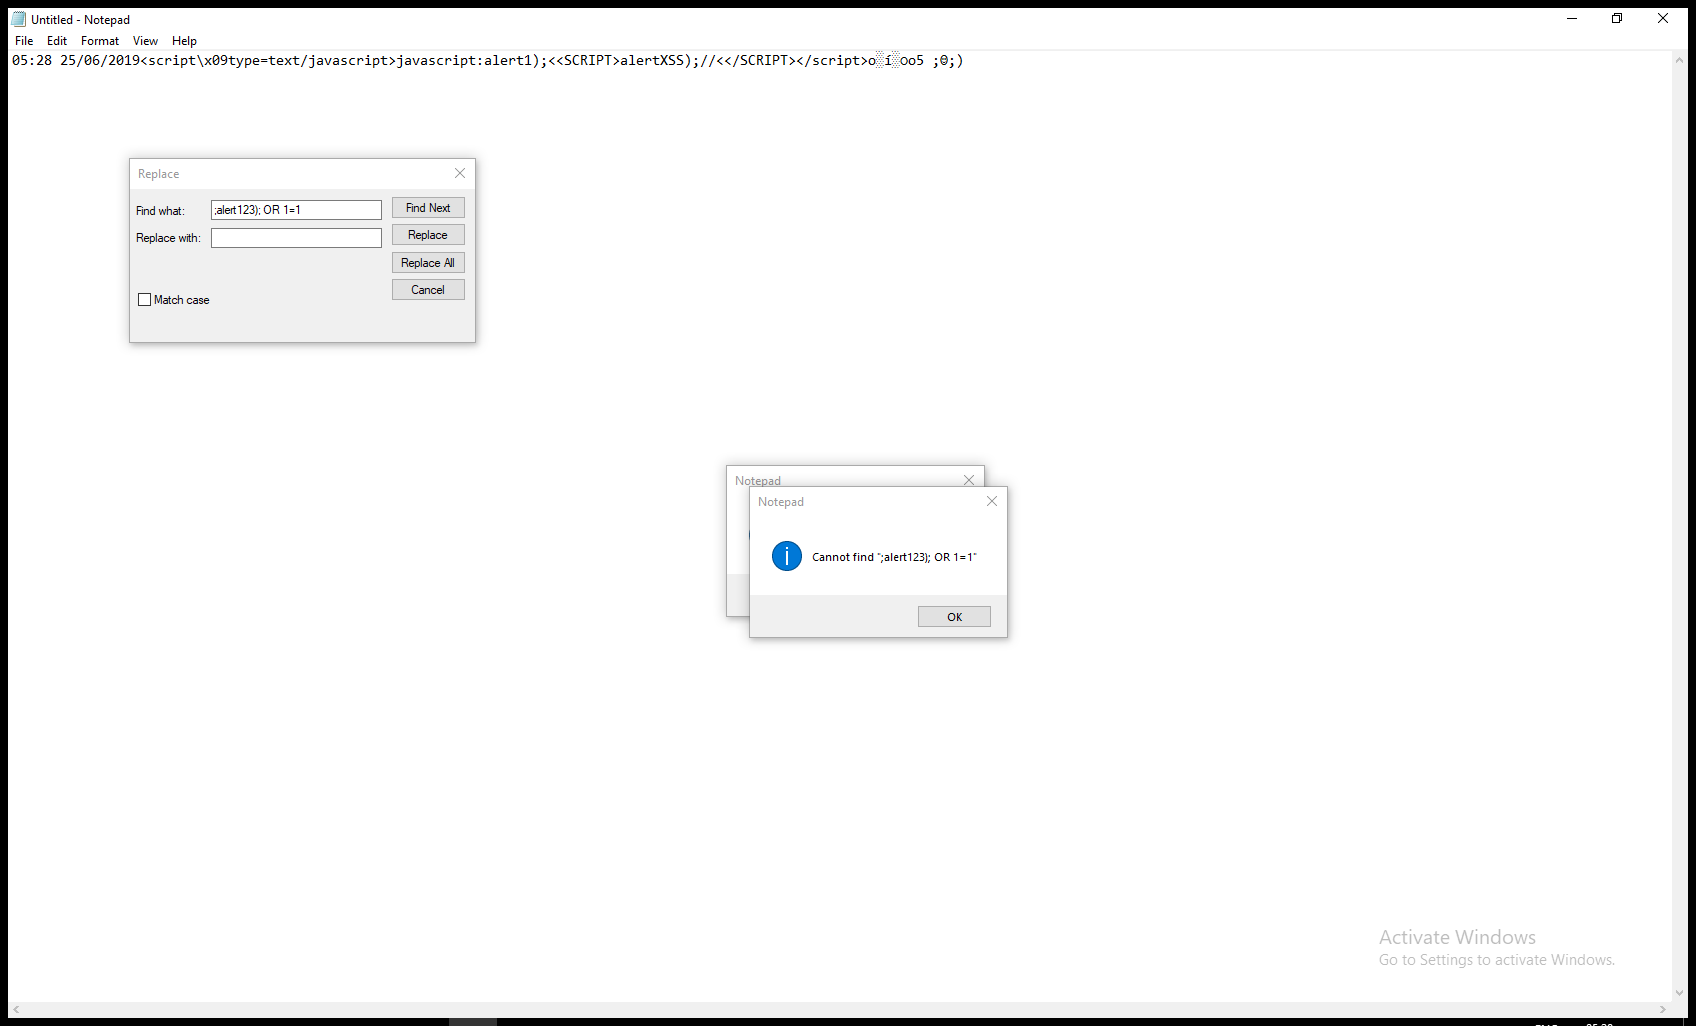 Untitled - Notepad
File Edit Format View Help
05:28 25/06/2019<script\x09type=text/javascript>javascript:alert1);<<SCRIPT>alertXSS);//<</SCRIPT></script>o░í░Oo5 ;Θ;)
Replace
Find what: ;alert123); OR 1=1 Find Next
Replace with: Replace
Replace All
Cancel
Match case
Notepad
Notepad
Cannot find ";alert123); OR 1=1"
OK
Activate Windows
Go to Settings to activate Windows.